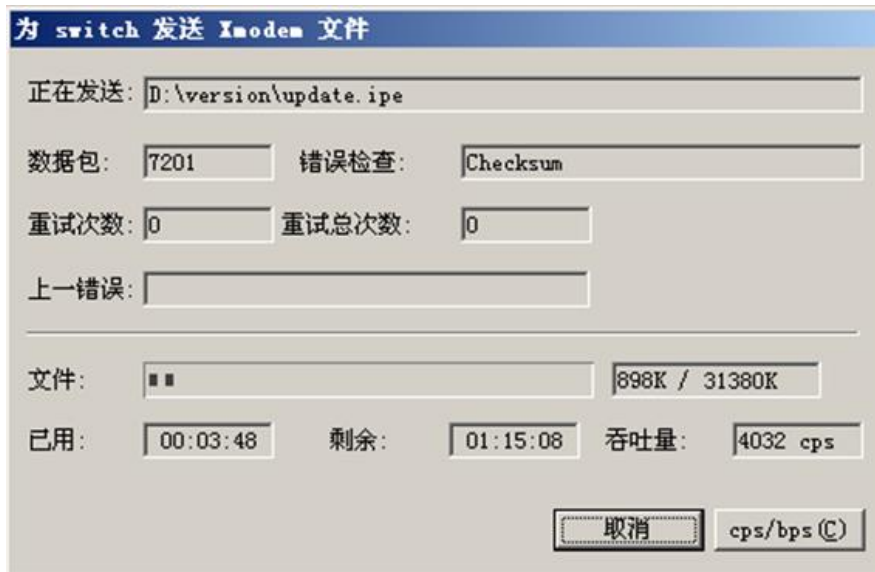 为 switch 发送 Xmodem 文件
正在发送: D:\version\update.ipe
数据包: 7201 错误检查: Checksum
重试次数: 0 重试总次数: 0
上一错误:
文件: 898K / 31380K
已用: 00:03:48 剩余: 01:15:08 吞吐量: 4032 cps
取消 cps/bps(C)